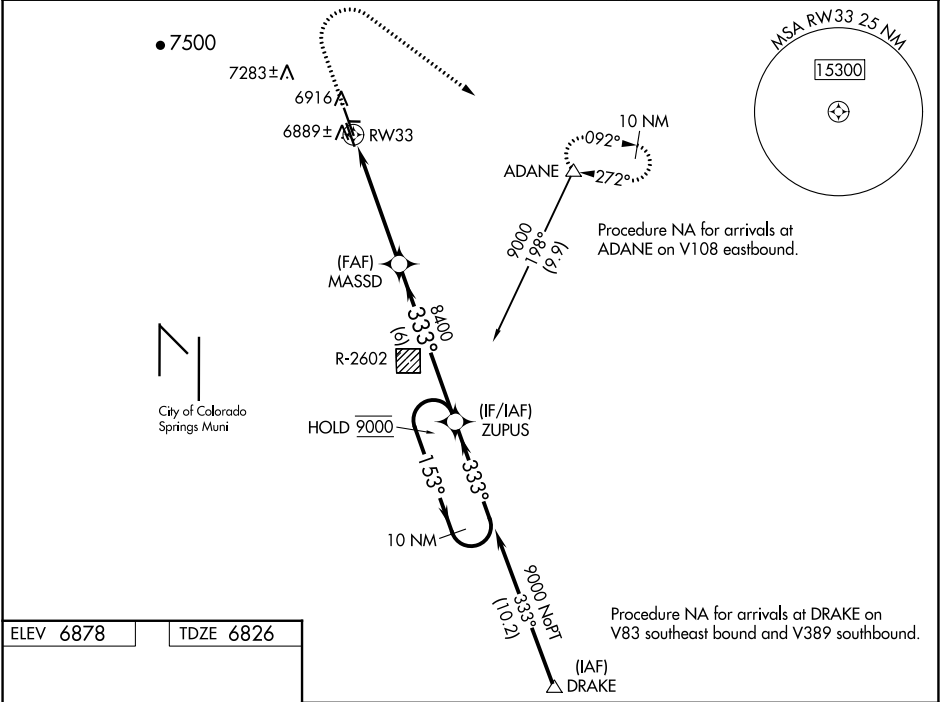 7500
7283±
6916
6889±
RW33
MSA RW33 25 NM
15300
10 NM
092°
272°
ADANE
9000
198°
(9.9)
Procedure NA for arrivals at
ADANE on V108 eastbound.
(FAF)
MASSD
8400
333°
(6)
R-2602
City of Colorado
Springs Muni
HOLD 9000
(IF/IAF)
ZUPUS
153°
333°
10 NM
9000 NoPT
333°
(10.2)
(IAF)
DRAKE
Procedure NA for arrivals at DRAKE on
V83 southeast bound and V389 southbound.
ELEV 6878
TDZE 6826